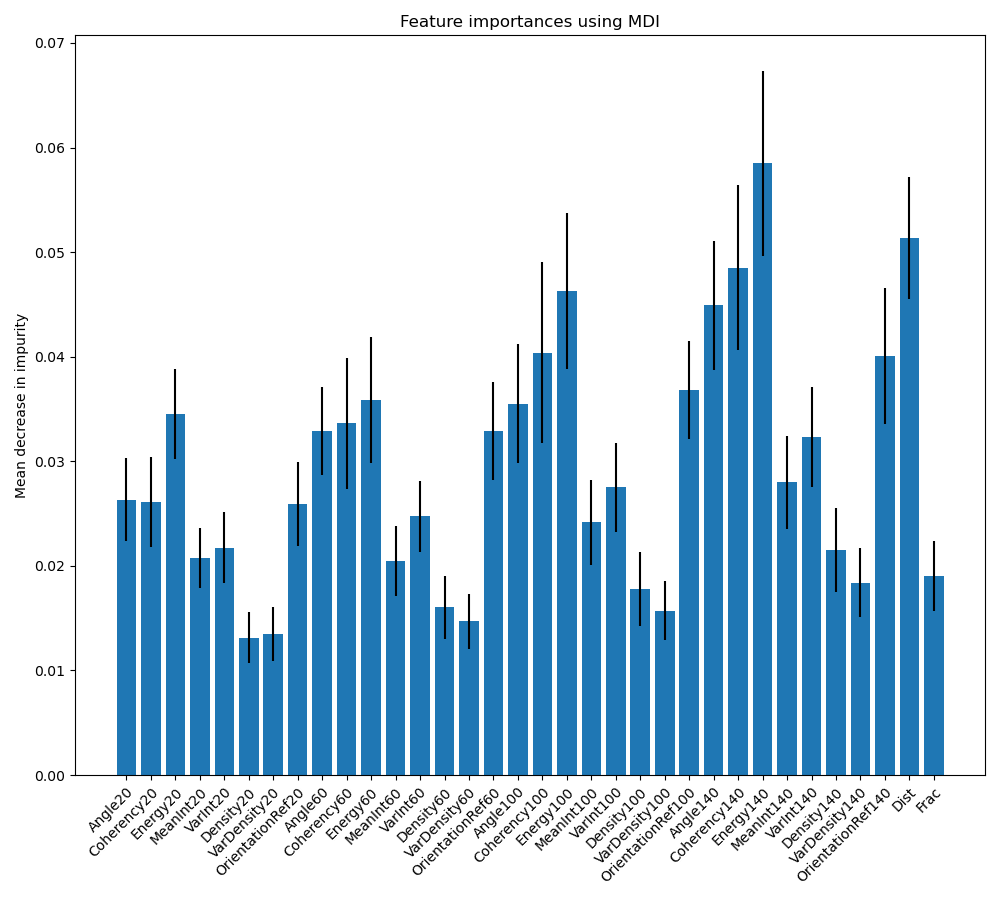 Feature importances using MDI
Mean decrease in impurity
0.07
0.06
0.05
0.04
0.03
0.02
0.01
0.00
Angle20
Coherency20
Energy20
MeanInt20
VarInt20
Density20
VarDensity20
OrientationRef20
Angle60
Coherency60
Energy60
MeanInt60
VarInt60
Density60
VarDensity60
OrientationRef60
Angle100
Coherency100
Energy100
MeanInt100
VarInt100
Density100
VarDensity100
OrientationRef100
Angle140
Coherency140
Energy140
MeanInt140
VarInt140
Density140
VarDensity140
OrientationRef140
Dist
Frac